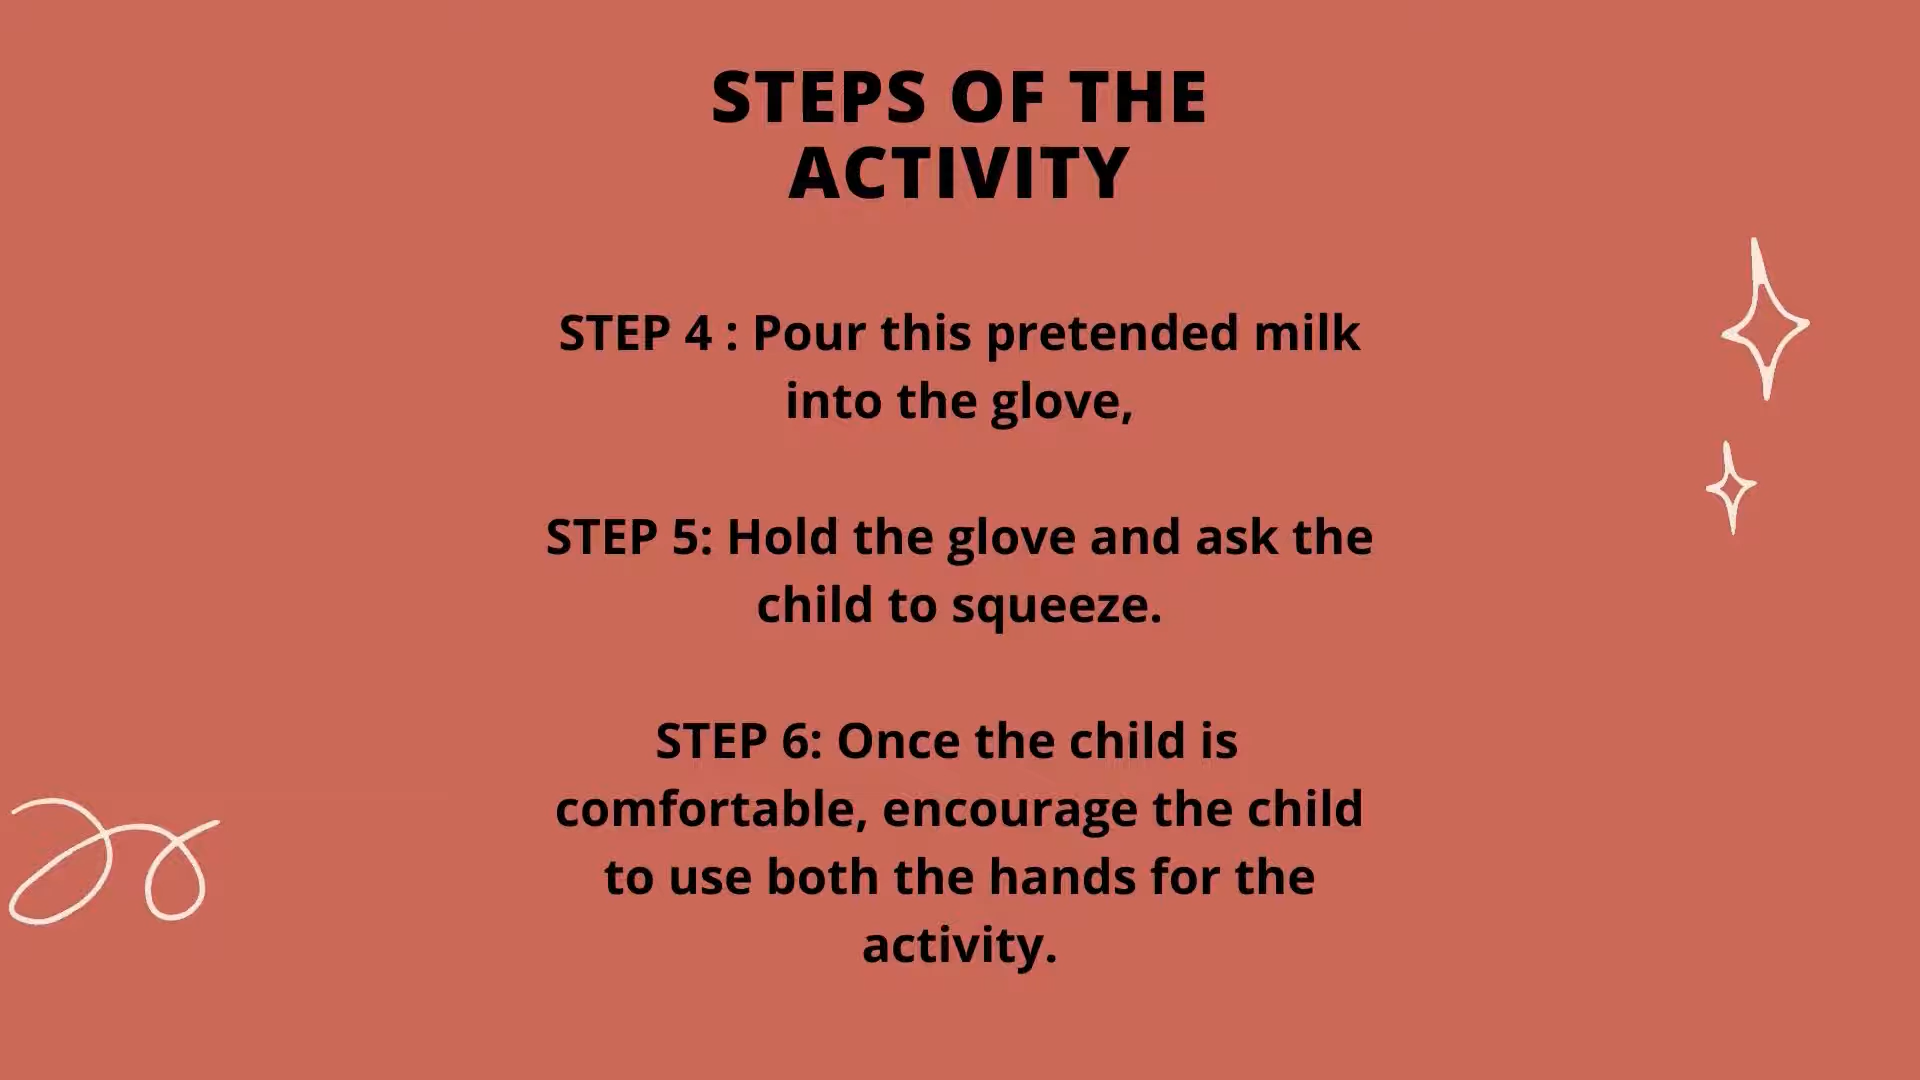 STEPS OF THE
ACTIVITY
STEP 4 : Pour this pretended milk
into the glove,
STEP 5: Hold the glove and ask the
child to squeeze.
STEP 6: Once the child is
comfortable, encourage the child
to use both the hands for the
activity.